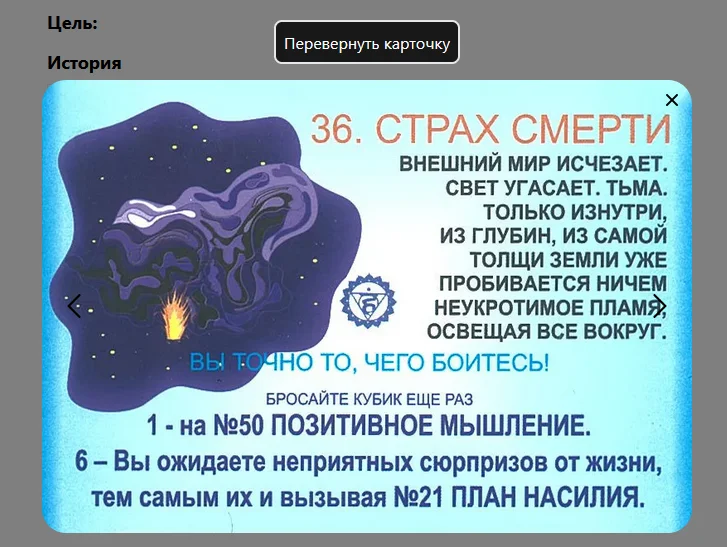 Цель:
Перевернуть карточку
История
36. СТРАХ СМЕРТИ
ВНЕШНИЙ МИР ИСЧЕЗАЕТ.
СВЕТ УГАСАЕТ. ТЬМА.
ТОЛЬКО ИЗНУТРИ,
ИЗ ГЛУБИН, ИЗ САМОЙ
ТОЛЩИ ЗЕМЛИ УЖЕ
ПРОБИВАЕТСЯ НИЧЕМ
НЕУКРОТИМОЕ ПЛАМЯ,
ОСВЕЩАЯ ВСЕ ВОКРУГ.
ВЫ ТОЧНО ТО, ЧЕГО БОИТЕСЬ!
БРОСАЙТЕ КУБИК ЕЩЕ РАЗ
1 - на №50 ПОЗИТИВНОЕ МЫШЛЕНИЕ.
6 – Вы ожидаете неприятных сюрпризов от жизни,
тем самым их и вызывая №21 ПЛАН НАСИЛИЯ.